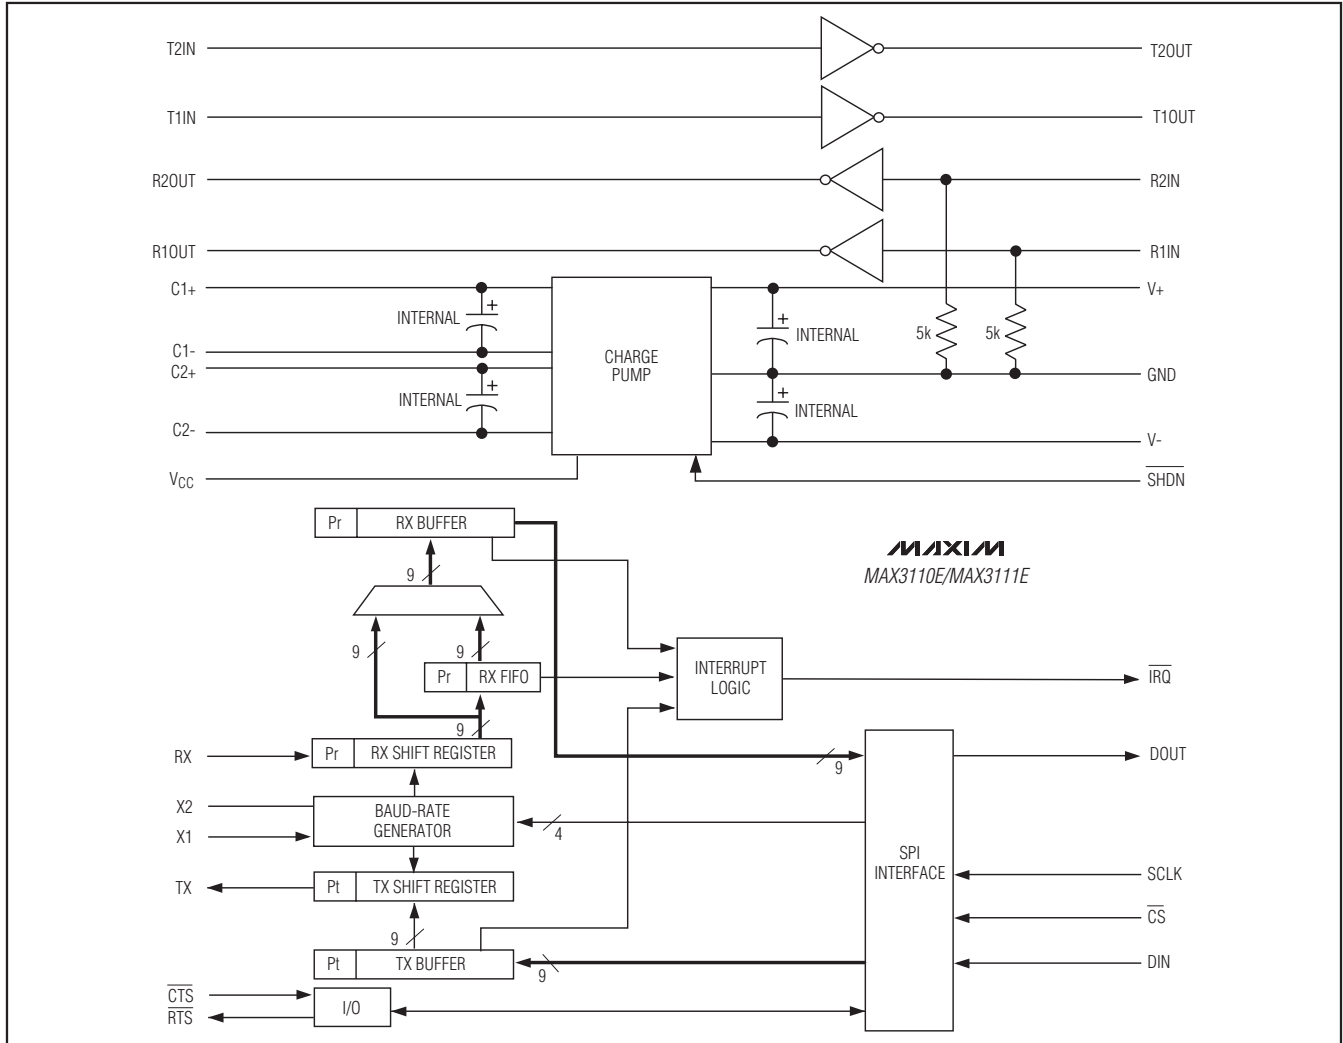 T2IN
T2OUT
T1IN
T1OUT
R2OUT
R2IN
R1OUT
R1IN
C1+
V+
+
INTERNAL
+
INTERNAL
5k
5k
C1-
C2+
CHARGE
PUMP
GND
+
INTERNAL
+
INTERNAL
C2-
V-
VCC
SHDN
Pr
RX BUFFER
MAXIM
MAX3110E/MAX3111E
9
9
9
Pr
RX FIFO
INTERRUPT
LOGIC
IRQ
9
RX
Pr
RX SHIFT REGISTER
9
DOUT
X2
X1
BAUD-RATE
GENERATOR
4
SPI
INTERFACE
TX
Pt
TX SHIFT REGISTER
SCLK
CS
9
Pt
TX BUFFER
9
DIN
CTS
RTS
I/O